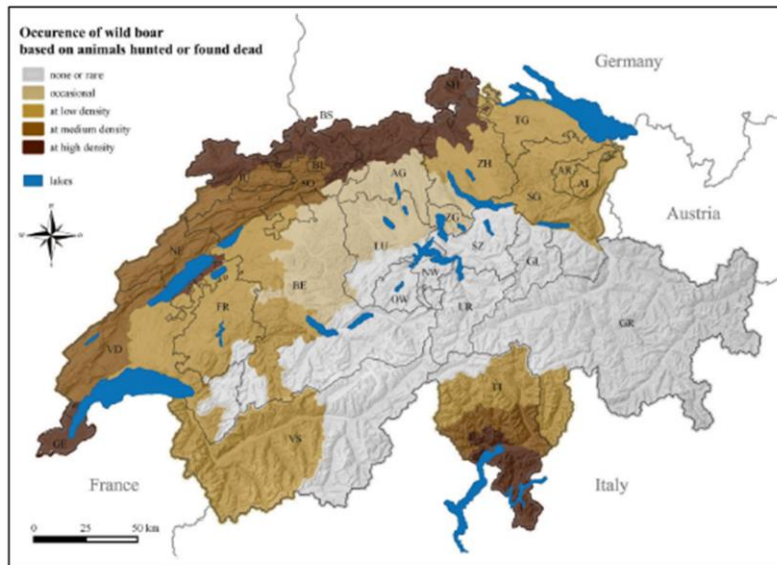 Occurence of wild boar
based on animals hunted or found dead
none or rare
occasional
at low density
at medium density
at high density
lakes
Germany
Austria
Italy
France
SH
BS
TG
BL
JU
SO
AG
ZH
AR
AI
SG
ZG
NE
LU
SZ
GL
NW
BE
OW
FR
UR
GR
VD
TI
VS
GE
0 25 50 km